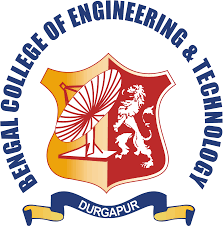 BENGAL COLLEGE OF ENGINEERING & TECHNOLOGY
DURGAPUR